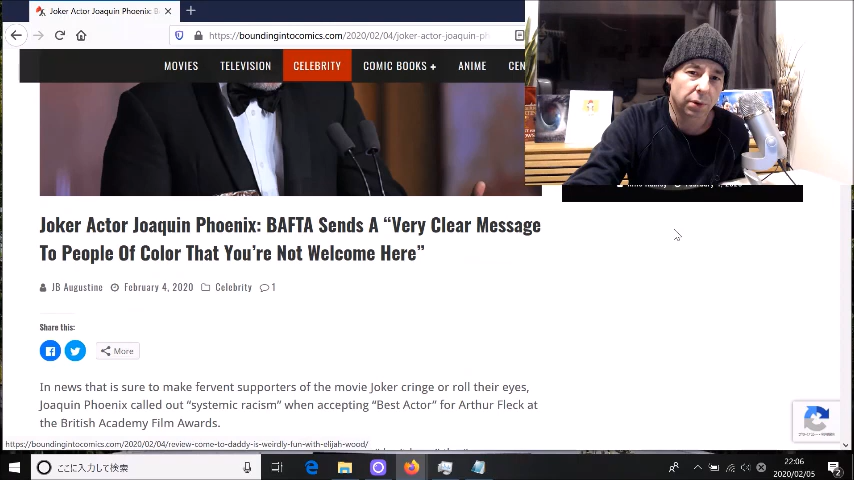 Joker Actor Joaquin Phoenix: B
https://boundingintocomics.com/2020/02/04/joker-actor-joaquin-ph
MOVIES TELEVISION CELEBRITY COMIC BOOKS + ANIME CEN
Joker Actor Joaquin Phoenix: BAFTA Sends A “Very Clear Message
To People Of Color That You’re Not Welcome Here”
JB Augustine February 4, 2020 Celebrity 1
Share this:
More
In news that is sure to make fervent supporters of the movie Joker cringe or roll their eyes,
Joaquin Phoenix called out “systemic racism” when accepting “Best Actor” for Arthur Fleck at
the British Academy Film Awards.
https://boundingintocomics.com/2020/02/04/review-come-to-daddy-is-weirdly-fun-with-elijah-wood/
ここに入力して検索
22:06
2020/02/05
2